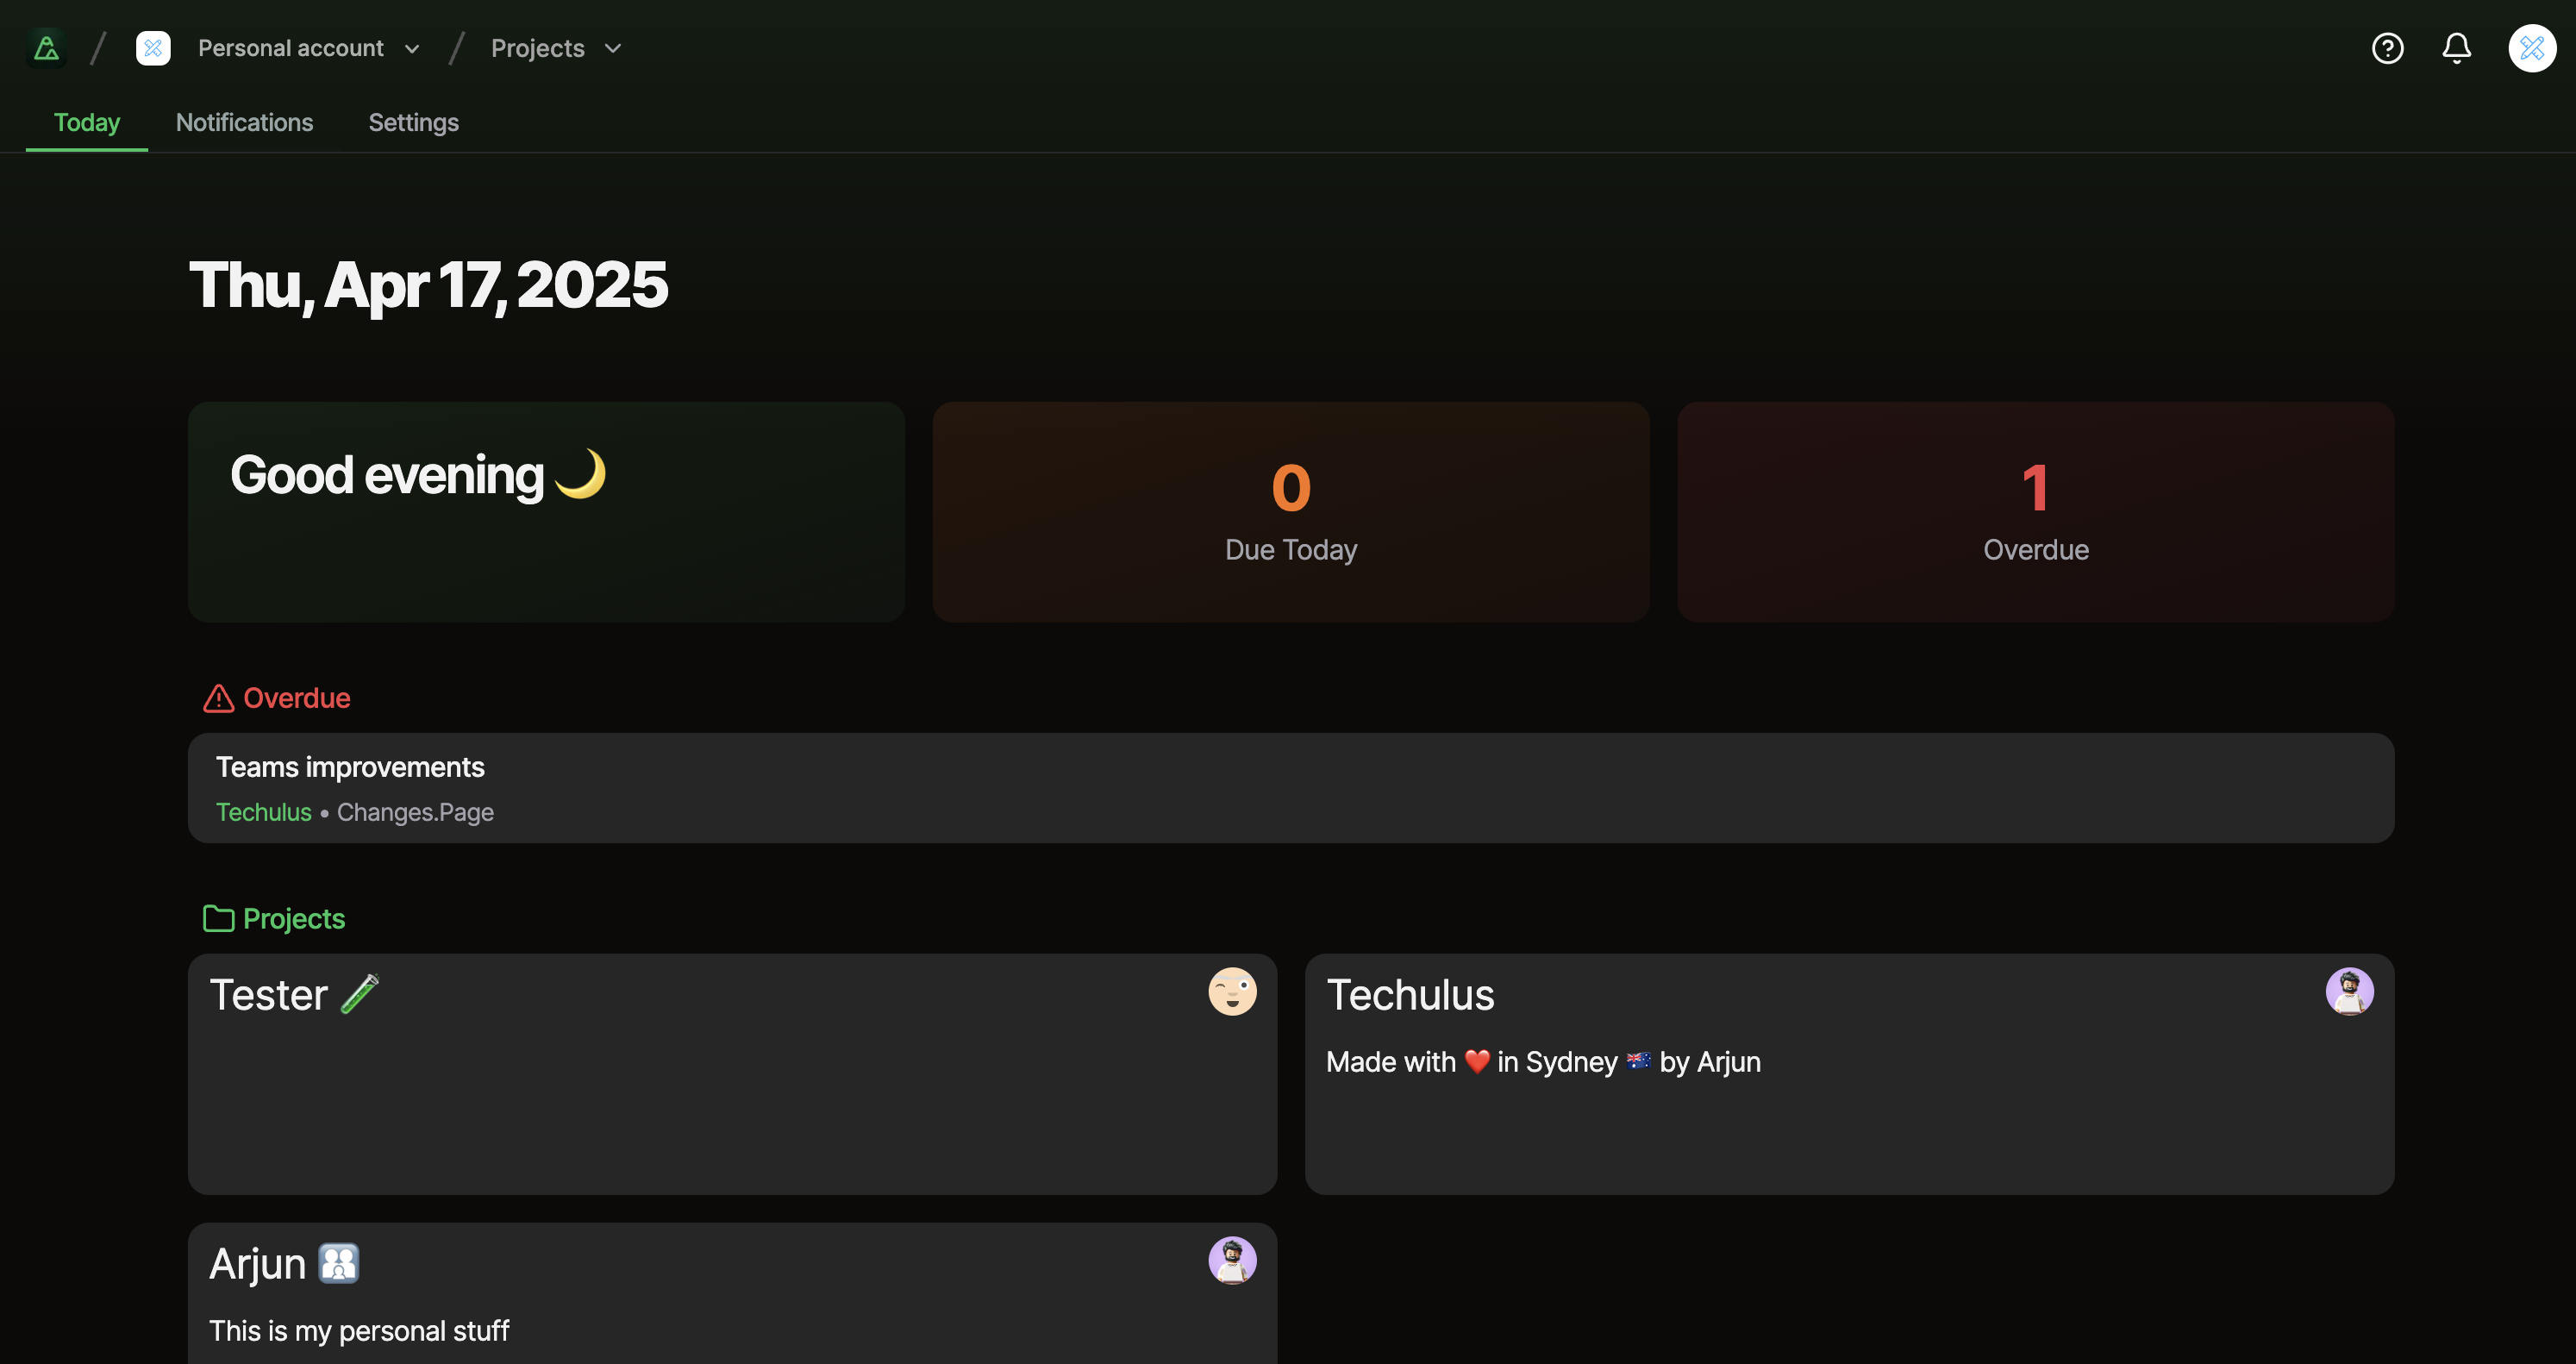 Personal account
Projects
Today
Notifications
Settings
Thu, Apr 17, 2025
Good evening 🌙
0
Due Today
1
Overdue
Overdue
Teams improvements
Techulus • Changes.Page
Projects
Tester 🧪
Techulus
Made with ❤️ in Sydney 🇦🇺 by Arjun
Arjun 👨‍👩‍👦
This is my personal stuff